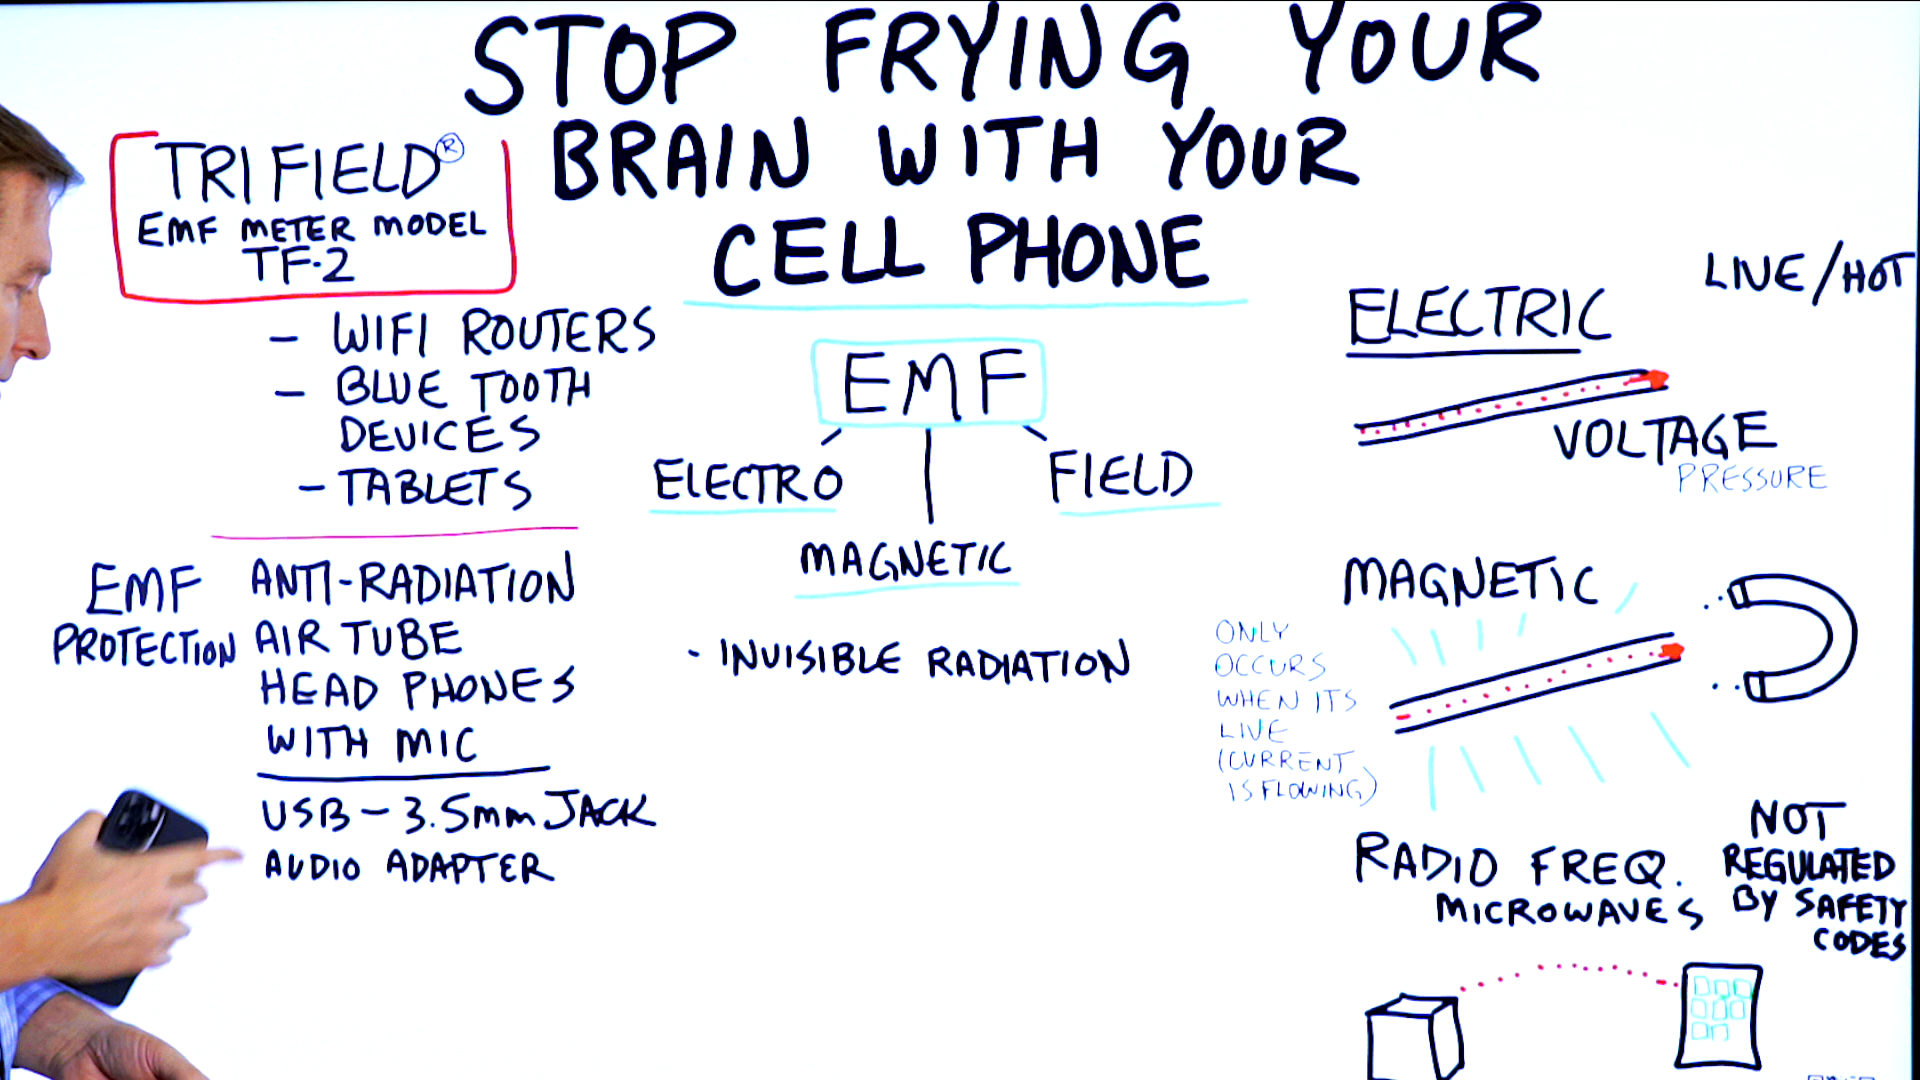 STOP FRYING YOUR
BRAIN WITH YOUR
CELL PHONE
TRIFIELD®
EMF METER MODEL
TF-2
- WIFI ROUTERS
- BLUE TOOTH
DEVICES
- TABLETS
EMF
PROTECTION
ANTI-RADIATION
AIR TUBE
HEAD PHONES
WITH MIC
USB - 3.5mm JACK
AUDIO ADAPTER
EMF
ELECTRO
MAGNETIC
FIELD
· INVISIBLE RADIATION
LIVE/HOT
ELECTRIC
VOLTAGE
PRESSURE
MAGNETIC
ONLY
OCCURS
WHEN ITS
LIVE
(CURRENT
IS FLOWING)
RADIO FREQ.
MICROWAVES
NOT
REGULATED
BY SAFETY
CODES